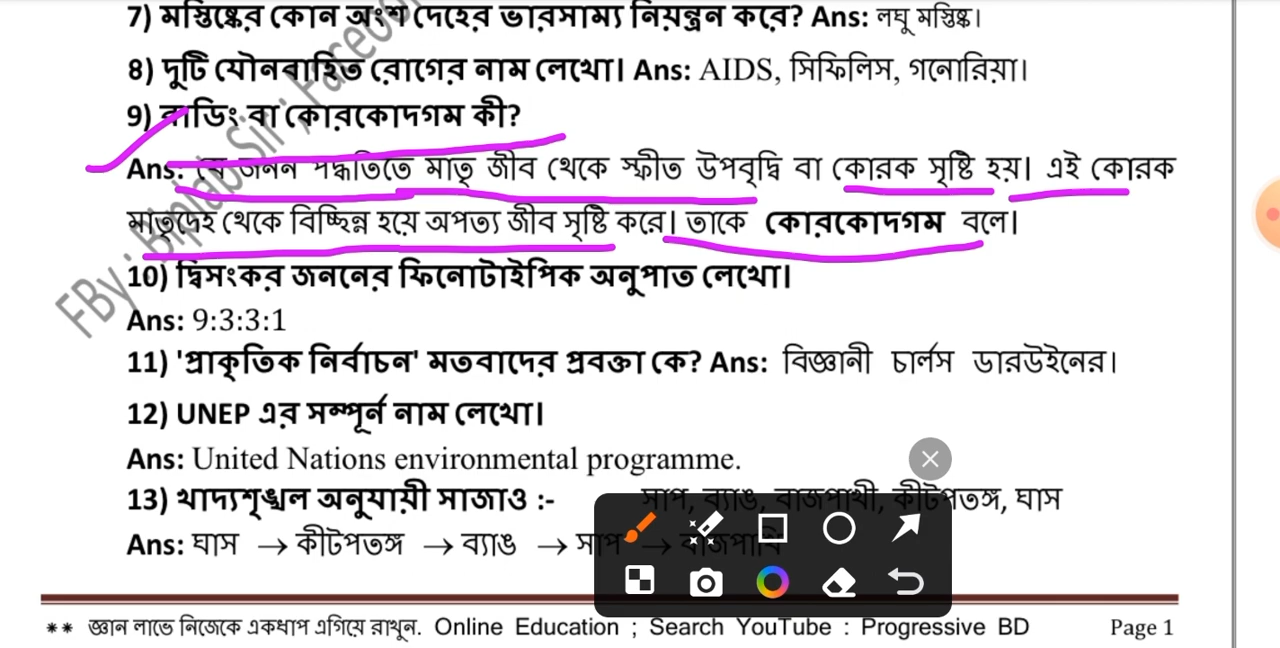 7) মস্তিষ্কের কোন অংশ দেহের ভারসাম্য নিয়ন্ত্রন করে? Ans: লঘু মস্তিষ্ক।
8) দুটি যৌনবাহিত রোগের নাম লেখো। Ans: AIDS, সিফিলিস, গনোরিয়া।
9) বাডিং বা কোরকোদগম কী?
Ans: যে জনন পদ্ধতিতে মাতৃ জীব থেকে স্ফীত উপবৃদ্ধি বা কোরক সৃষ্টি হয়। এই কোরক
মাতৃদেহ থেকে বিচ্ছিন্ন হয়ে অপত্য জীব সৃষ্টি করে। তাকে কোরকোদগম বলে।
10) দ্বিসংকর জননের ফিনোটাইপিক অনুপাত লেখো।
Ans: 9:3:3:1
11) 'প্রাকৃতিক নির্বাচন' মতবাদের প্রবক্তা কে? Ans: বিজ্ঞানী চার্লস ডারউইনের।
12) UNEP এর সম্পূর্ন নাম লেখো।
Ans: United Nations environmental programme.
13) খাদ্যশৃঙ্খল অনুযায়ী সাজাও :- সাপ, ব্যাঙ, বাজপাখী, কীটপতঙ্গ, ঘাস
Ans: ঘাস → কীটপতঙ্গ → ব্যাঙ → সাপ → বাজপাখি
** জ্ঞান লাভে নিজেকে একধাপ এগিয়ে রাখুন. Online Education ; Search YouTube : Progressive BD Page 1
FBy : Biplab Sir ; Facebook